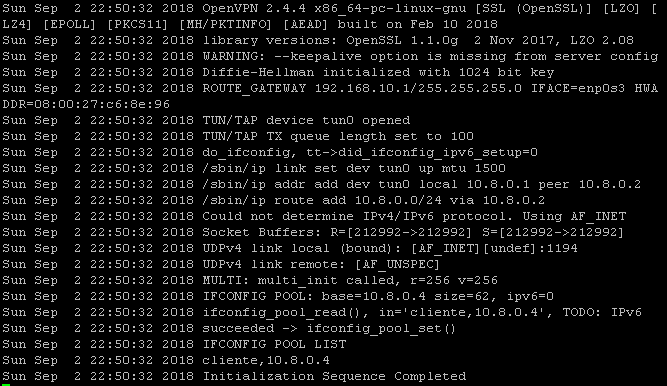 Sun Sep  2 22:50:32 2018 OpenVPN 2.4.4 x86_64-pc-linux-gnu [SSL (OpenSSL)] [LZO] [
LZ4] [EPOLL] [PKCS11] [MH/PKTINFO] [AEAD] built on Feb 10 2018
Sun Sep  2 22:50:32 2018 library versions: OpenSSL 1.1.0g  2 Nov 2017, LZO 2.08
Sun Sep  2 22:50:32 2018 WARNING: --keepalive option is missing from server config
Sun Sep  2 22:50:32 2018 Diffie-Hellman initialized with 1024 bit key
Sun Sep  2 22:50:32 2018 ROUTE_GATEWAY 192.168.10.1/255.255.255.0 IFACE=enp0s3 HWA
DDR=08:00:27:c6:8e:96
Sun Sep  2 22:50:32 2018 TUN/TAP device tun0 opened
Sun Sep  2 22:50:32 2018 TUN/TAP TX queue length set to 100
Sun Sep  2 22:50:32 2018 do_ifconfig, tt->did_ifconfig_ipv6_setup=0
Sun Sep  2 22:50:32 2018 /sbin/ip link set dev tun0 up mtu 1500
Sun Sep  2 22:50:32 2018 /sbin/ip addr add dev tun0 local 10.8.0.1 peer 10.8.0.2
Sun Sep  2 22:50:32 2018 /sbin/ip route add 10.8.0.0/24 via 10.8.0.2
Sun Sep  2 22:50:32 2018 Could not determine IPv4/IPv6 protocol. Using AF_INET
Sun Sep  2 22:50:32 2018 Socket Buffers: R=[212992->212992] S=[212992->212992]
Sun Sep  2 22:50:32 2018 UDPv4 link local (bound): [AF_INET][undef]:1194
Sun Sep  2 22:50:32 2018 UDPv4 link remote: [AF_UNSPEC]
Sun Sep  2 22:50:32 2018 MULTI: multi_init called, r=256 v=256
Sun Sep  2 22:50:32 2018 IFCONFIG POOL: base=10.8.0.4 size=62, ipv6=0
Sun Sep  2 22:50:32 2018 ifconfig_pool_read(), in='cliente,10.8.0.4', TODO: IPv6
Sun Sep  2 22:50:32 2018 succeeded -> ifconfig_pool_set()
Sun Sep  2 22:50:32 2018 IFCONFIG POOL LIST
Sun Sep  2 22:50:32 2018 cliente,10.8.0.4
Sun Sep  2 22:50:32 2018 Initialization Sequence Completed